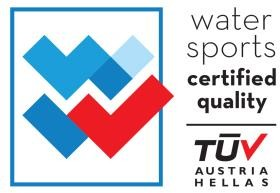 water
sports
certified
quality
TÜV
AUSTRIA
HELLAS